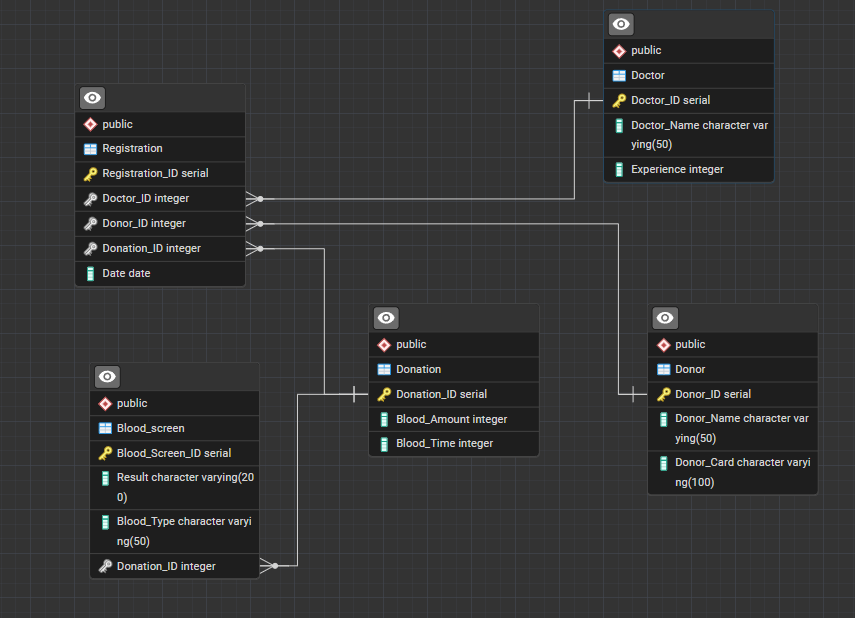 public
Registration
Registration_ID serial
Doctor_ID integer
Donor_ID integer
Donation_ID integer
Date date
public
Doctor
Doctor_ID serial
Doctor_Name character var
ying(50)
Experience integer
public
Blood_screen
Blood_Screen_ID serial
Result character varying(20
0)
Blood_Type character varyi
ng(50)
Donation_ID integer
public
Donation
Donation_ID serial
Blood_Amount integer
Blood_Time integer
public
Donor
Donor_ID serial
Donor_Name character var
ying(50)
Donor_Card character varyi
ng(100)